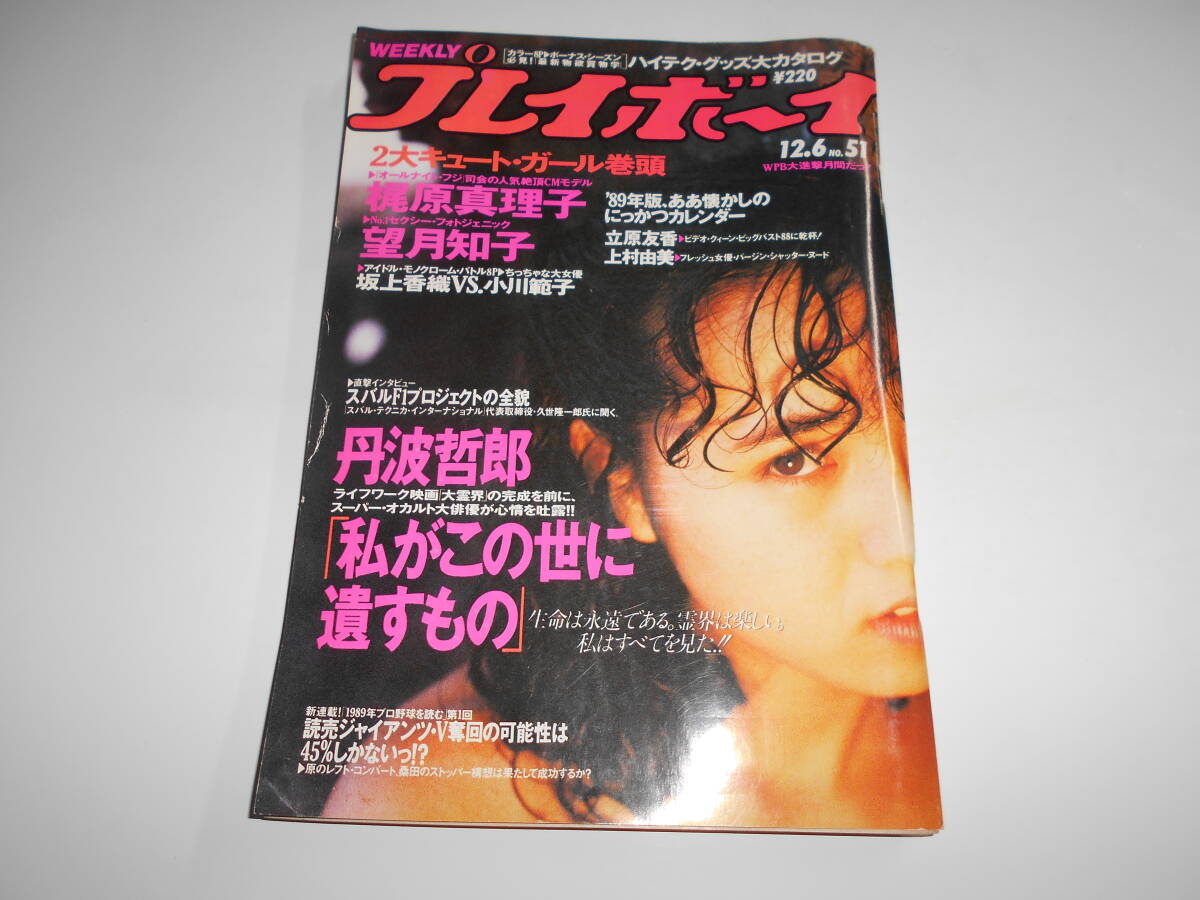 WEEKLY
[カラー8P▶ボーナス・シーズン
必見!「最新物欲買物学」]
ハイテク・グッズ大カタログ
¥220
プレイボーイ
12.6 NO.51
WPB大進撃月間だっ
2大キュート・ガール巻頭
▶「オールナイト・フジ」司会の人気絶頂CMモデル
梶原真理子
▶No.1セクシー・フォトジェニック
望月知子
▶アイドル・モノクローム・バトル8P▶ちっちゃな大女優
坂上香織VS.小川範子
'89年版、ああ懐かしの
にっかつカレンダー
立原友香▶ビデオ・クィーン・ビッグバスト88に乾杯!
上村由美▶フレッシュ女優・バージン・シャッター・ヌード
▶直撃インタビュー
スバルF1プロジェクトの全貌
「スバル・テクニカ・インターナショナル」代表取締役・久世隆一郎氏に聞く
丹波哲郎
ライフワーク映画「大霊界」の完成を前に、
スーパー・オカルト大俳優が心情を吐露!!
「私がこの世に
遺すもの」
生命は永遠である。霊界は楽しい。
私はすべてを見た!!
新連載!「1989年プロ野球を読む」第1回
読売ジャイアンツ・V奪回の可能性は
45%しかないっ!?
▶原のレフト・コンバート、桑田のストッパー構想は果たして成功するか?